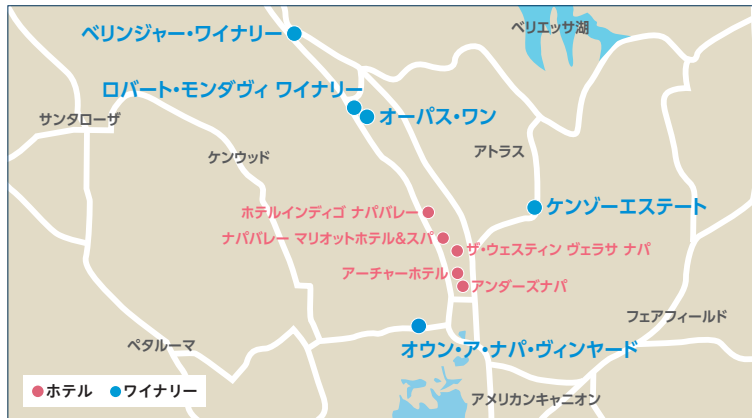 ベリンジャー・ワイナリー
ベリエッサ湖
ロバート・モンダヴィ ワイナリー
オーパス・ワン
サンタローザ
ケンウッド
アトラス
ホテルインディゴ ナパバレー
ケンゾーエステート
ナパバレー マリオットホテル&スパ
ザ・ウェスティン ヴェラサ ナパ
アーチャーホテル
アンダーズナパ
フェアフィールド
ペタルーマ
オウン・ア・ナパ・ヴィンヤード
ホテル ワイナリー
アメリカンキャニオン